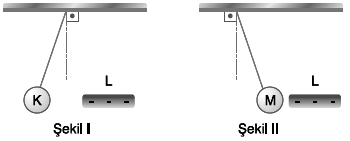 L
L
K
M
- - -
- - -
Şekil I
Şekil II